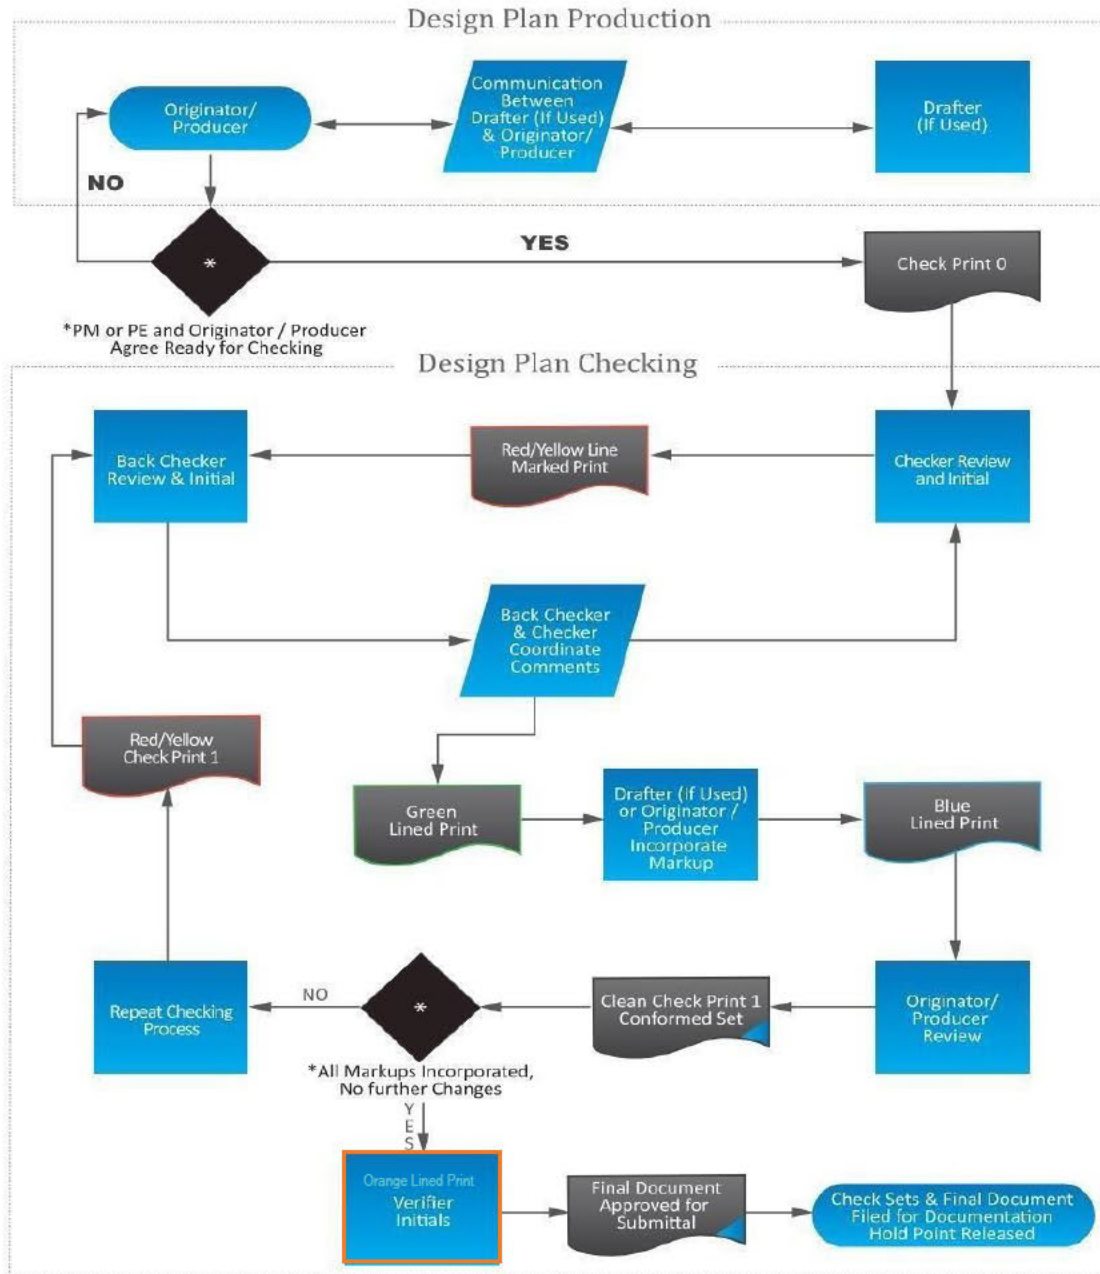 Design Plan Production
Originator/
Producer
Communication
Between
Drafter (If Used)
& Originator/
Producer
Drafter
(If Used)
NO
*
YES
Check Print 0
*PM or PE and Originator / Producer
Agree Ready for Checking
Design Plan Checking
Back Checker
Review & Initial
Red/Yellow Line
Marked Print
Checker Review
and Initial
Back Checker
& Checker
Coordinate
Comments
Red/Yellow
Check Print 1
Green
Lined Print
Drafter (If Used)
or Originator /
Producer
Incorporate
Markup
Blue
Lined Print
Repeat Checking
Process
NO
*
Clean Check Print 1
Conformed Set
Originator/
Producer
Review
*All Markups Incorporated,
No further Changes
Y
E
S
Orange Lined Print
Verifier
Initials
Final Document
Approved for
Submittal
Check Sets & Final Document
Filed for Documentation
Hold Point Released